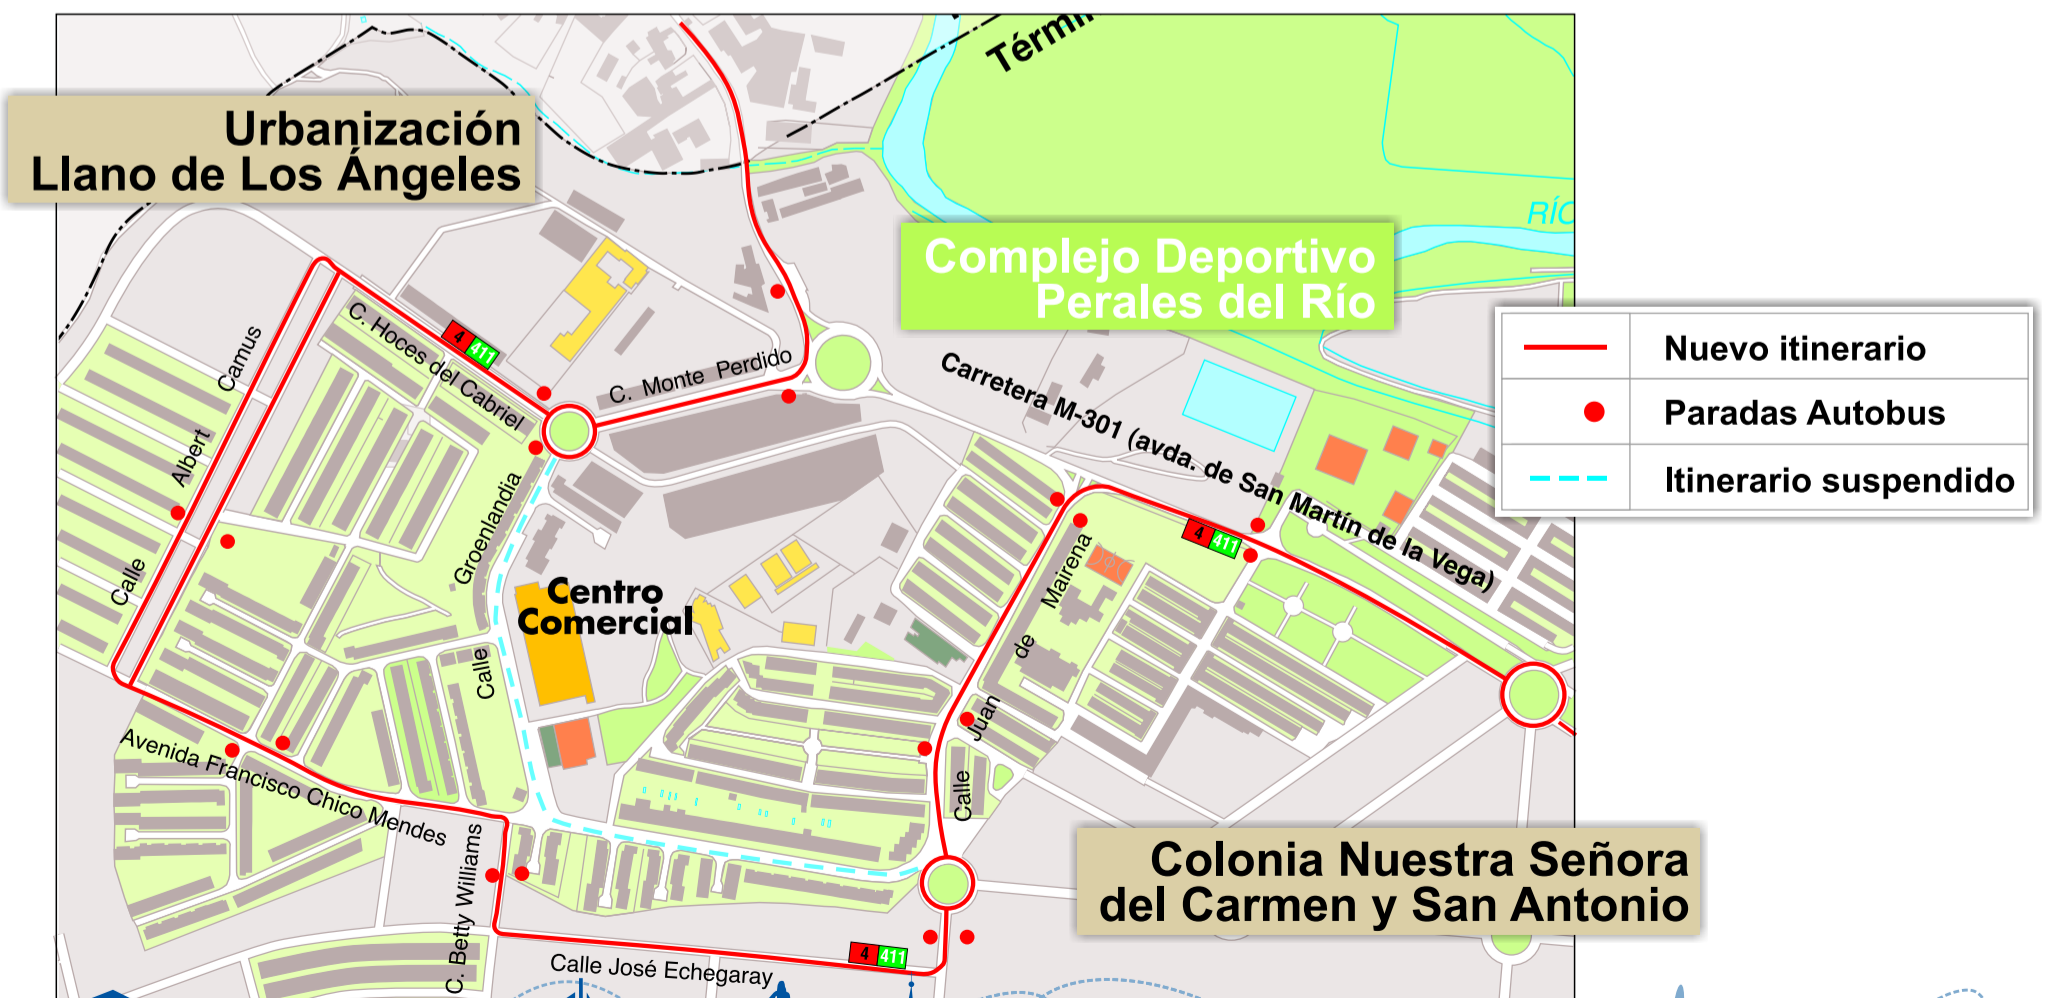 Térm
Urbanización
Llano de Los Ángeles
RÍO
Complejo Deportivo
Perales del Río
Nuevo itinerario
Paradas Autobus
Itinerario suspendido
C. Hoces del Cabriel
4 411
C. Monte Perdido
Carretera M-301 (avda. de San Martín de la Vega)
Calle Albert Camus
Calle Groenlandia
4 411
Calle Juan de Mairena
Centro
Comercial
Avenida Francisco Chico Mendes
C. Betty Williams
Colonia Nuestra Señora
del Carmen y San Antonio
4 411
Calle José Echegaray